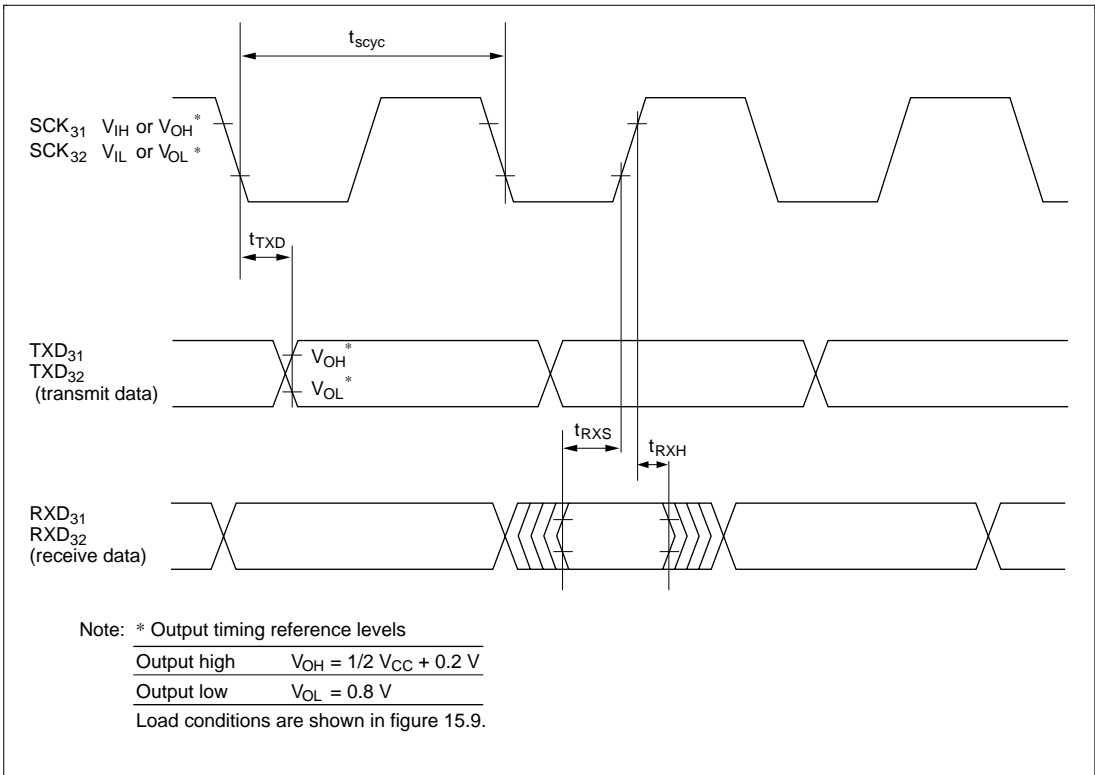 tscyc
SCK31 VIH or VOH*
SCK32 VIL or VOL*
tTXD
TXD31
TXD32
(transmit data)
VOH*
VOL*
tRXS
tRXH
RXD31
RXD32
(receive data)
Note: * Output timing reference levels
Output high VOH = 1/2 VCC + 0.2 V
Output low VOL = 0.8 V
Load conditions are shown in figure 15.9.